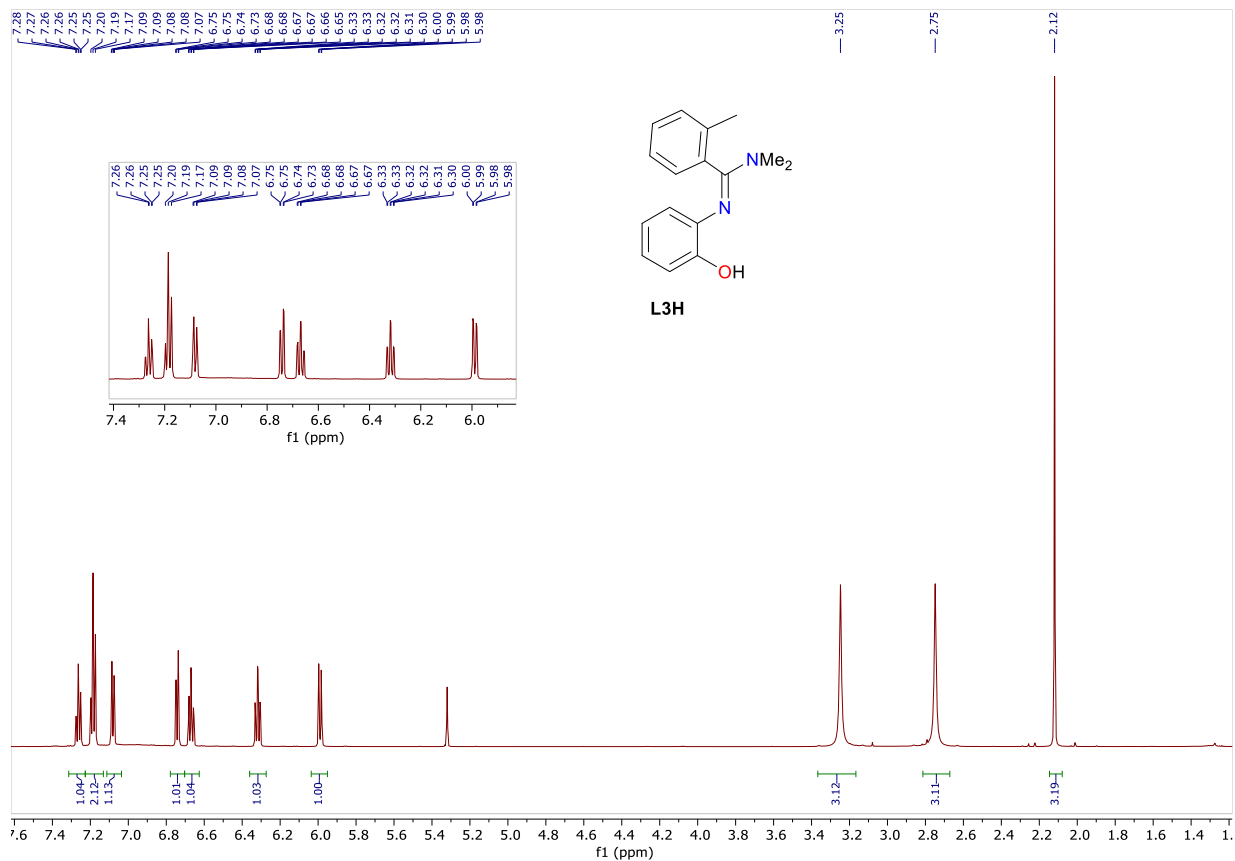 7.28 7.27 7.26 7.26 7.25 7.25 7.20 7.19 7.17 7.09 7.09 7.08 7.08 7.07 6.75 6.75 6.74 6.73 6.68 6.68 6.67 6.67 6.66 6.65 6.33 6.33 6.32 6.32 6.31 6.30 6.00 5.99 5.98 5.98 3.25 2.75 2.12
7.26 7.26 7.25 7.25 7.20 7.19 7.17 7.09 7.09 7.08 7.07 6.75 6.75 6.74 6.73 6.68 6.68 6.67 6.67 6.33 6.33 6.32 6.32 6.31 6.30 6.00 5.99 5.98 5.98
7.4 7.2 7.0 6.8 6.6 6.4 6.2 6.0
f1 (ppm)
NMe2
N
OH
L3H
1.04 2.12 1.13 1.01 1.04 1.03 1.00 3.12 3.11 3.19
7.6 7.4 7.2 7.0 6.8 6.6 6.4 6.2 6.0 5.8 5.6 5.4 5.2 5.0 4.8 4.6 4.4 4.2 4.0 3.8 3.6 3.4 3.2 3.0 2.8 2.6 2.4 2.2 2.0 1.8 1.6 1.4 1.
f1 (ppm)